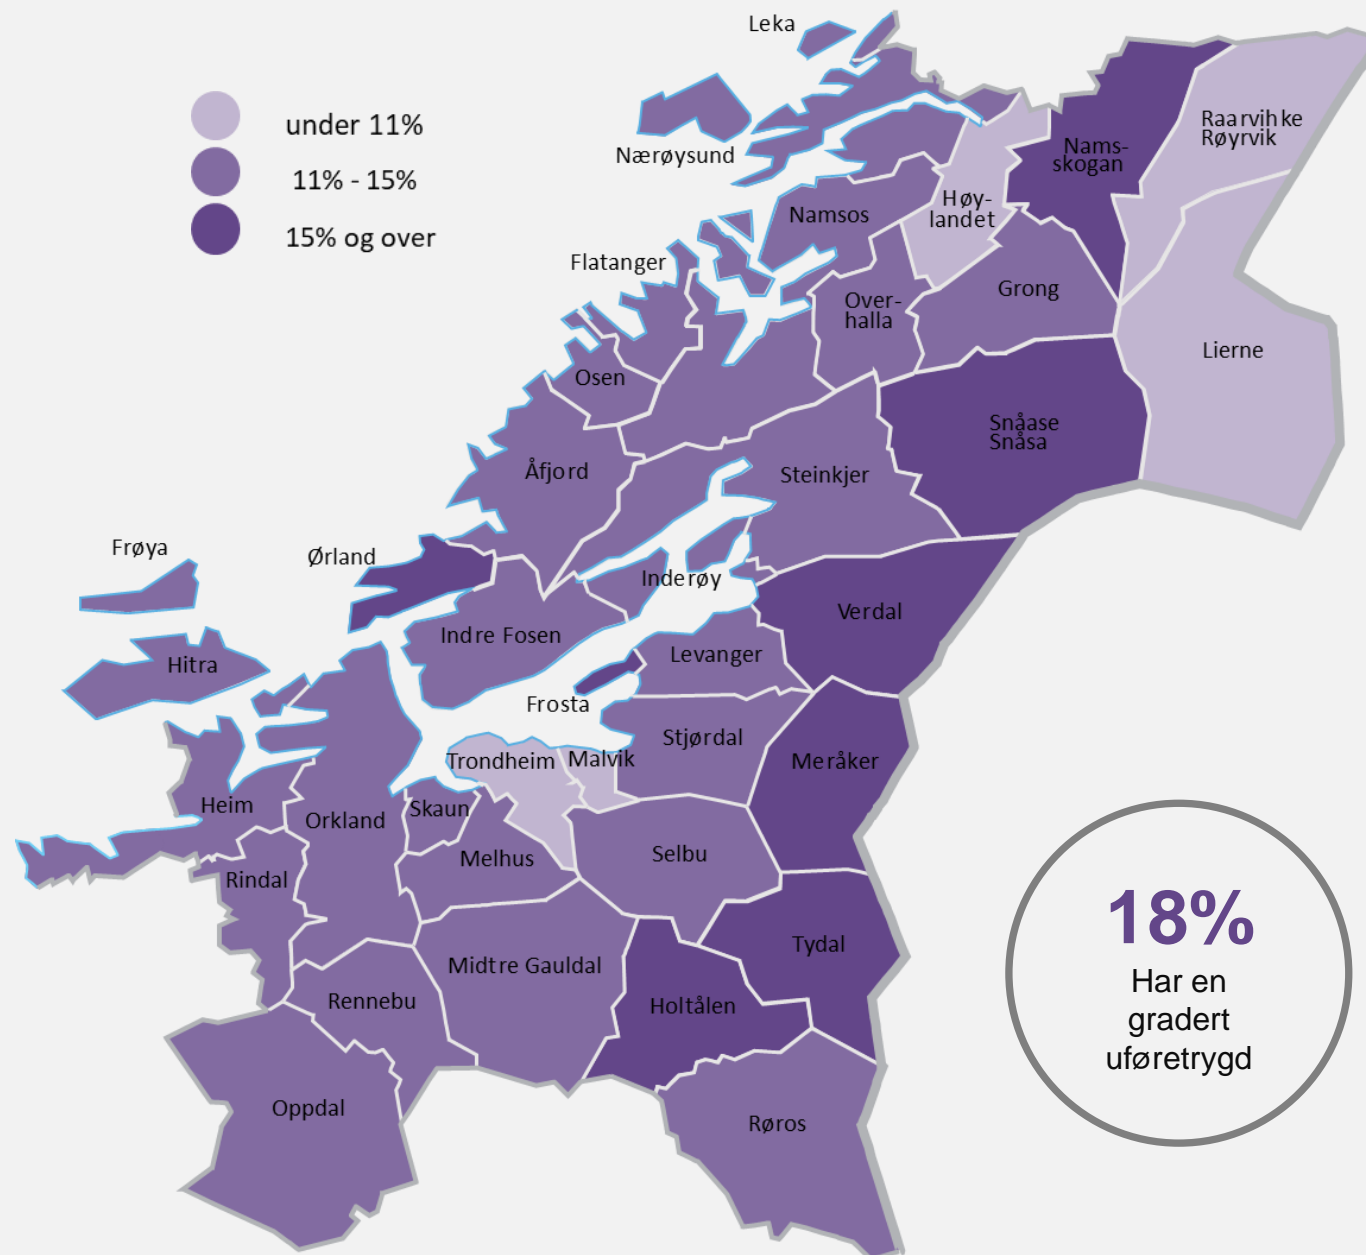 Leka
under 11%
11% - 15%
15% og over
Nærøysund
Raarvihke
Røyrvik
Nams-
skogan
Høy-
landet
Namsos
Flatanger
Grong
Over-
halla
Lierne
Osen
Snåase
Snåsa
Åfjord
Steinkjer
Frøya
Ørland
Inderøy
Verdal
Indre Fosen
Levanger
Hitra
Frosta
Stjørdal
Trondheim
Malvik
Meråker
Heim
Orkland
Skaun
Melhus
Selbu
Rindal
Tydal
Midtre Gauldal
Rennebu
Holtålen
Oppdal
Røros
18%
Har en
gradert
uføretrygd